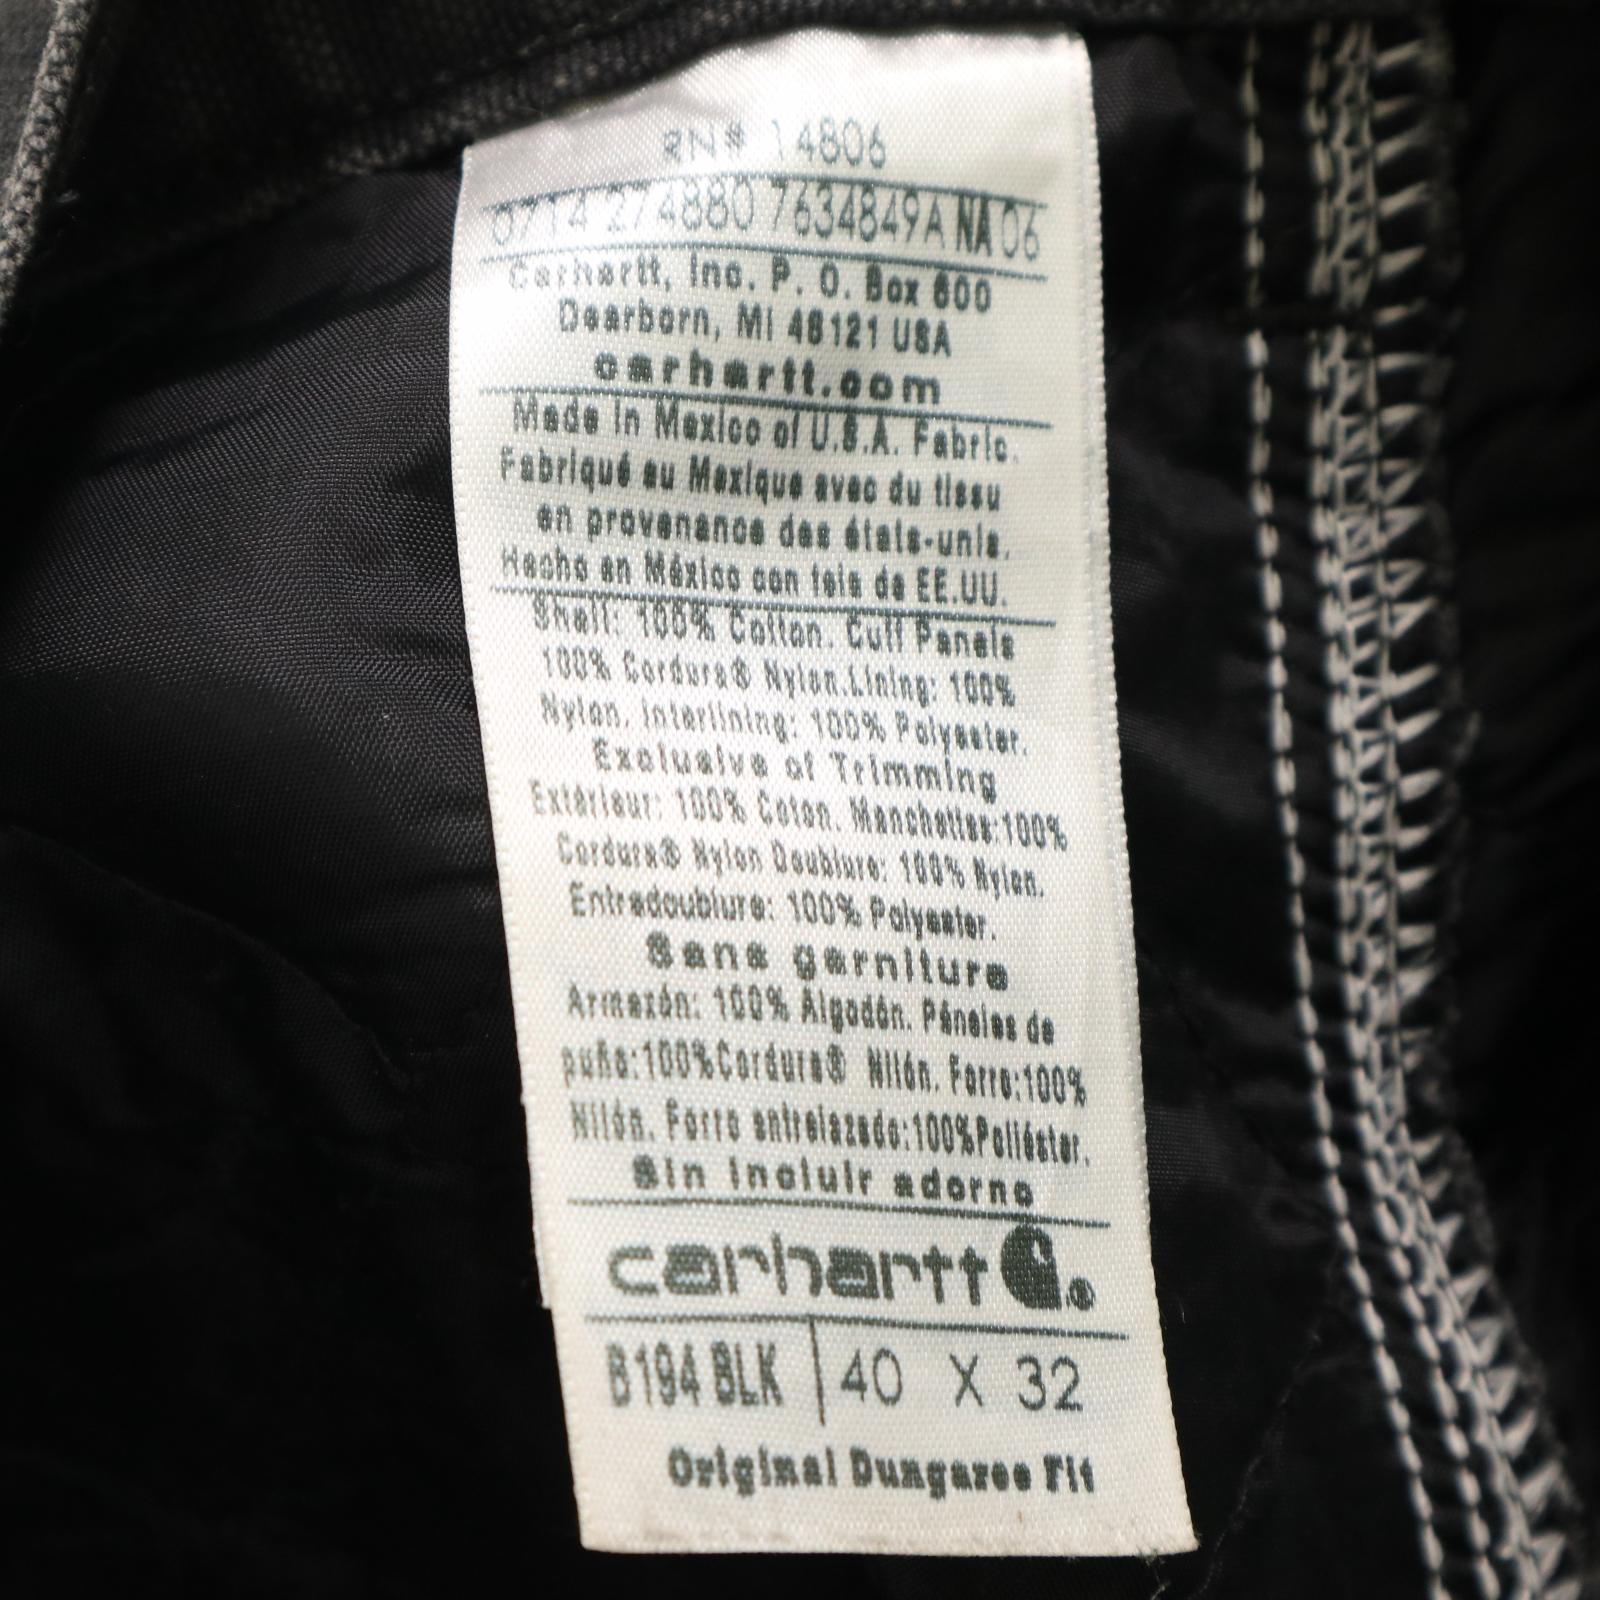 RN# 14806
0714 274880 7634849A NA 06
Carhartt, Inc. P. O. Box 600
Dearborn, MI 48121 USA
carhartt.com
Made in Mexico of U.S.A. Fabric.
Fabriqué au Mexique avec du tissu
en provenance des états-unis.
Hecho en México con tela de EE.UU.
Shell: 100% Cotton. Cuff Panels
100% Cordura® Nylon.Lining: 100%
Nylon. Interlining: 100% Polyester.
Exclusive of Trimming
Extérieur: 100% Coton. Manchettes:100%
Cordura® Nylon Doublure: 100% Nylon.
Entredoublure: 100% Polyester.
Sans garniture
Armazón: 100% Algodón. Páneles de
puño:100%Cordura® Nilón. Forro:100%
Nilón. Forro entrelazado:100%Poliéster.
Sin incluir adorno
carhartt ®
B194 BLK 40 X 32
Original Dungaree Fit